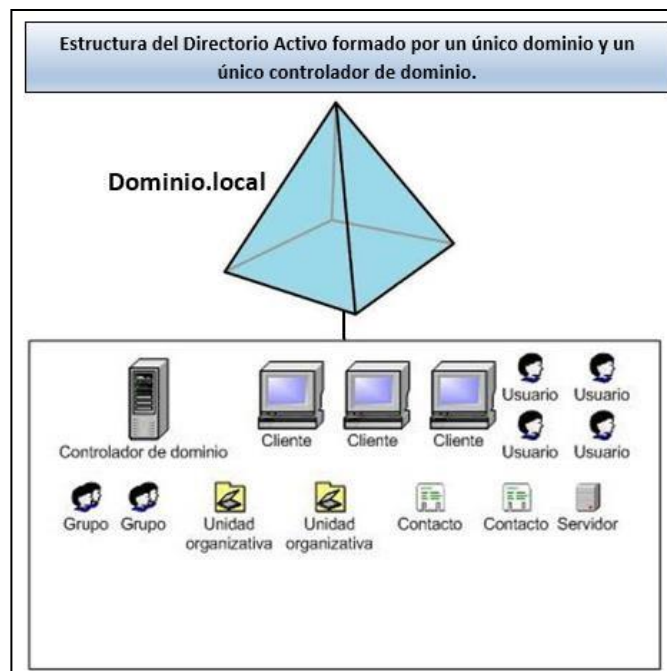 Estructura del Directorio Activo formado por un único dominio y un
único controlador de dominio.
Dominio.local
Controlador de dominio
Cliente
Cliente
Cliente
Usuario
Usuario
Usuario
Usuario
Grupo
Grupo
Unidad
organizativa
Unidad
organizativa
Contacto
Contacto
Servidor